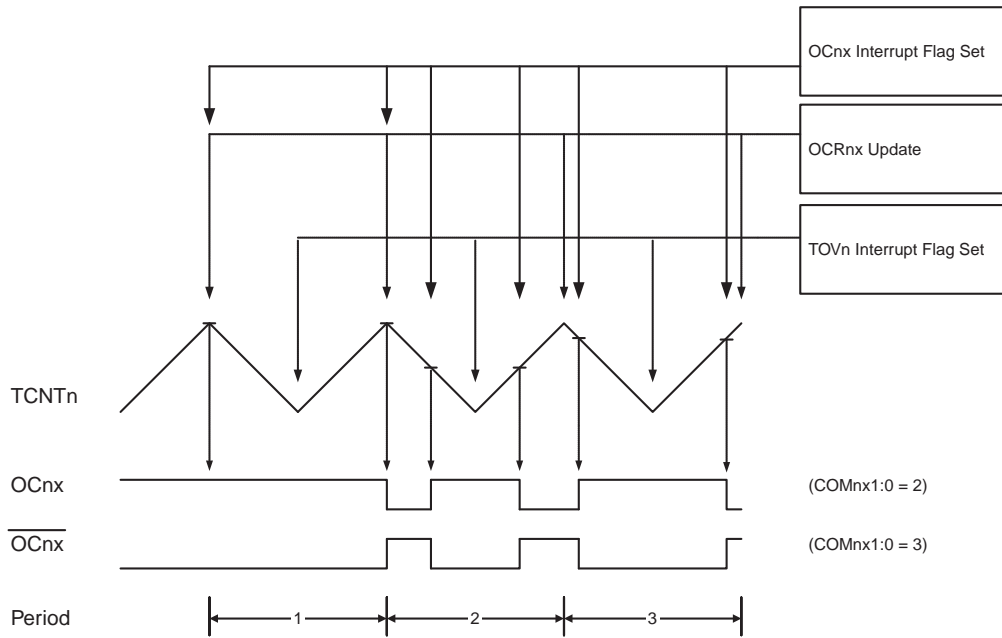 OCnx Interrupt Flag Set
OCRnx Update
TOVn Interrupt Flag Set
TCNTn
OCnx
(COMnx1:0 = 2)
OCnx
(COMnx1:0 = 3)
Period
1
2
3